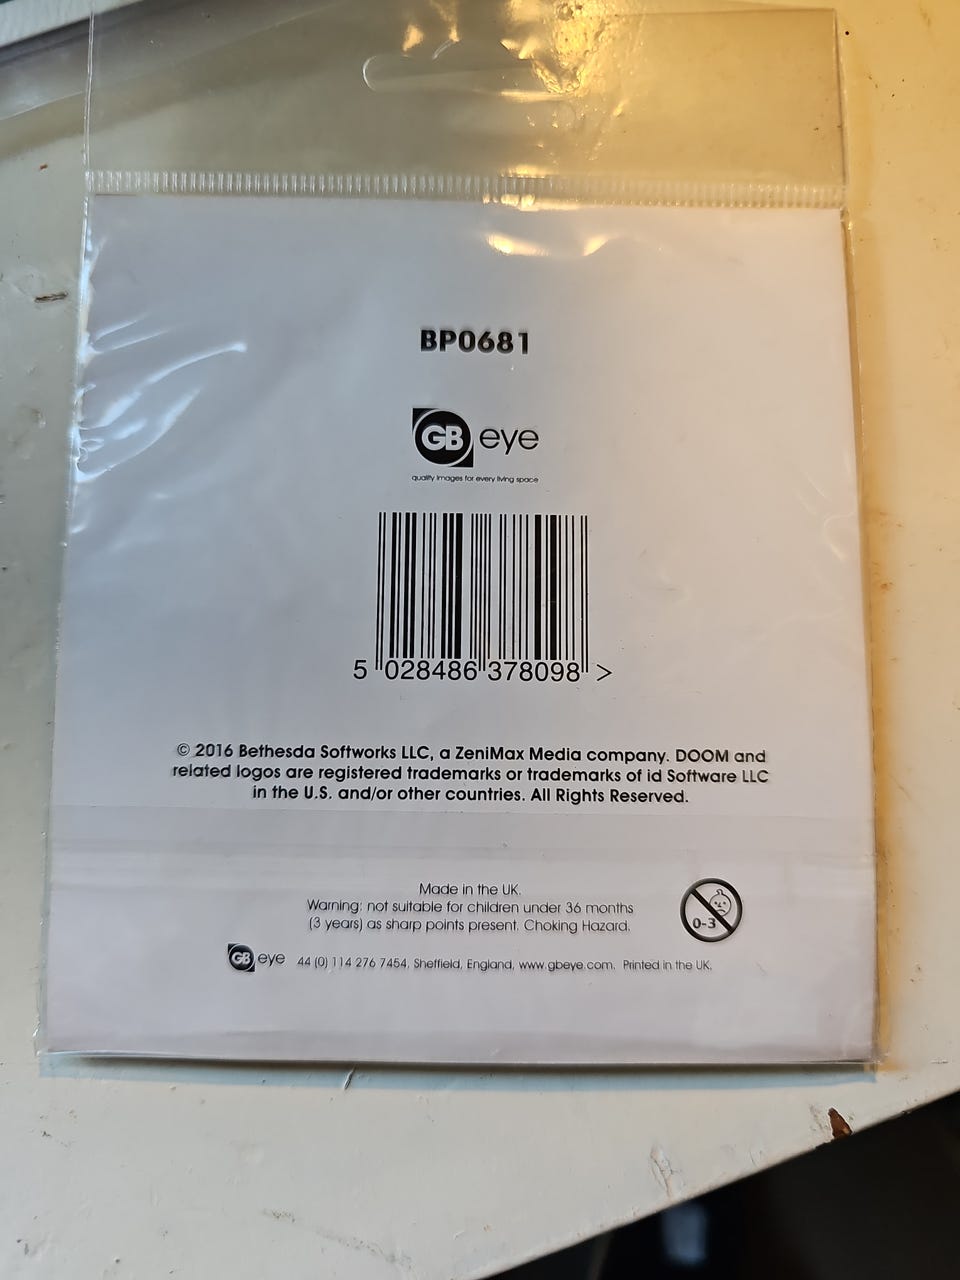 BP0681
GB eye
quality images for every living space
5 028486 378098 >
© 2016 Bethesda Softworks LLC, a ZeniMax Media company. DOOM and
related logos are registered trademarks or trademarks of id Software LLC
in the U.S. and/or other countries. All Rights Reserved.
Made in the UK.
Warning: not suitable for children under 36 months
(3 years) as sharp points present. Choking Hazard.
0-3
GB eye 44 (0) 114 276 7454, Sheffield, England, www.gbeye.com. Printed in the UK.